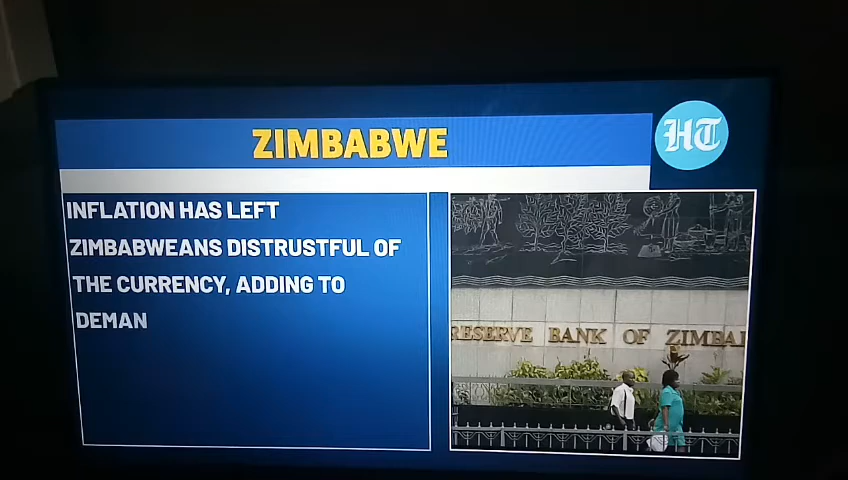 ZIMBABWE
HT
INFLATION HAS LEFT
ZIMBABWEANS DISTRUSTFUL OF
THE CURRENCY, ADDING TO
DEMAN
RESERVE BANK OF ZIMBA